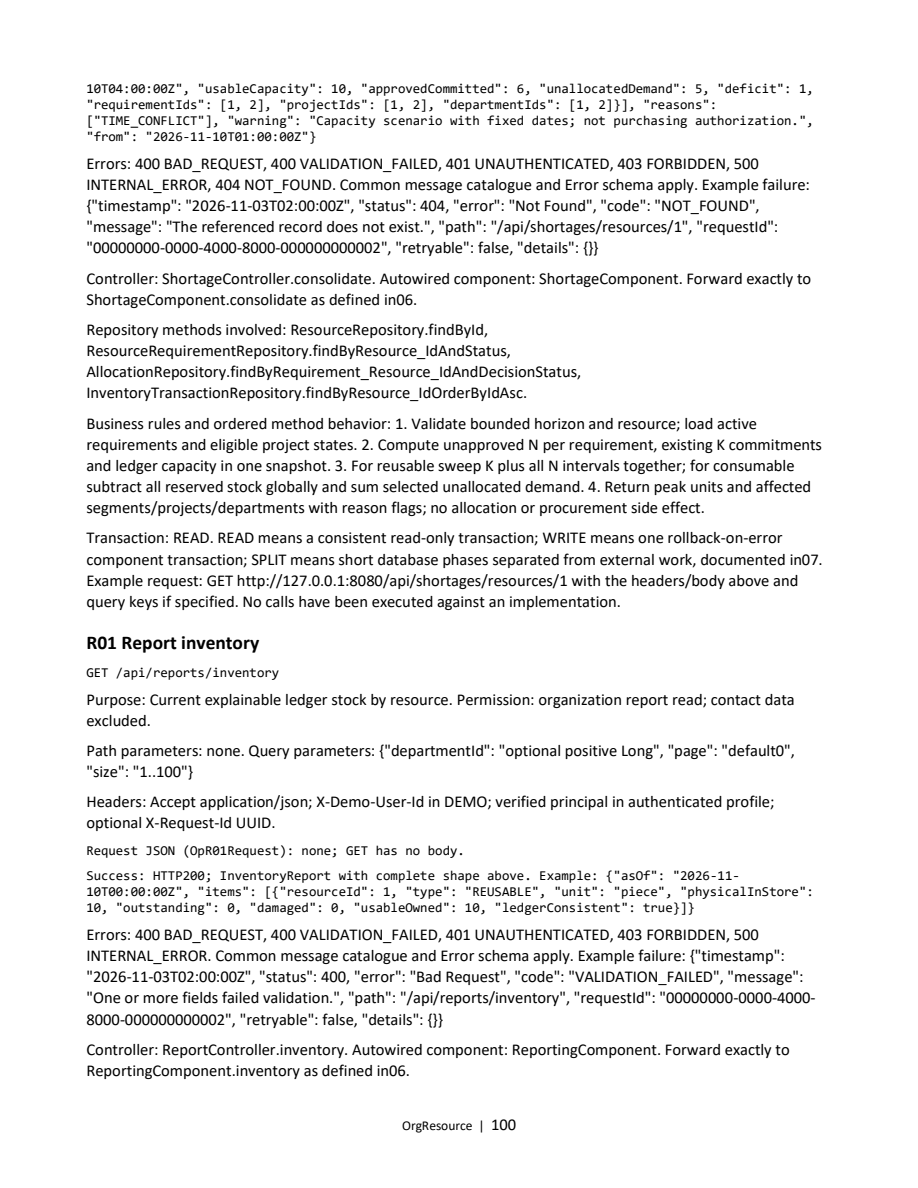 10T04:00:00Z", "usableCapacity": 10, "approvedCommitted": 6, "unallocatedDemand": 5, "deficit": 1,
"requirementIds": [1, 2], "projectIds": [1, 2], "departmentIds": [1, 2]}], "reasons":
["TIME_CONFLICT"], "warning": "Capacity scenario with fixed dates; not purchasing authorization.",
"from": "2026-11-10T01:00:00Z"}
Errors: 400 BAD_REQUEST, 400 VALIDATION_FAILED, 401 UNAUTHENTICATED, 403 FORBIDDEN, 500
INTERNAL_ERROR, 404 NOT_FOUND. Common message catalogue and Error schema apply. Example failure:
{"timestamp": "2026-11-03T02:00:00Z", "status": 404, "error": "Not Found", "code": "NOT_FOUND",
"message": "The referenced record does not exist.", "path": "/api/shortages/resources/1", "requestId":
"00000000-0000-4000-8000-000000000002", "retryable": false, "details": {}}
Controller: ShortageController.consolidate. Autowired component: ShortageComponent. Forward exactly to
ShortageComponent.consolidate as defined in06.
Repository methods involved: ResourceRepository.findById,
ResourceRequirementRepository.findByResource_IdAndStatus,
AllocationRepository.findByRequirement_Resource_IdAndDecisionStatus,
InventoryTransactionRepository.findByResource_IdOrderByIdAsc.
Business rules and ordered method behavior: 1. Validate bounded horizon and resource; load active
requirements and eligible project states. 2. Compute unapproved N per requirement, existing K commitments
and ledger capacity in one snapshot. 3. For reusable sweep K plus all N intervals together; for consumable
subtract all reserved stock globally and sum selected unallocated demand. 4. Return peak units and affected
segments/projects/departments with reason flags; no allocation or procurement side effect.
Transaction: READ. READ means a consistent read-only transaction; WRITE means one rollback-on-error
component transaction; SPLIT means short database phases separated from external work, documented in07.
Example request: GET http://127.0.0.1:8080/api/shortages/resources/1 with the headers/body above and
query keys if specified. No calls have been executed against an implementation.
R01 Report inventory
GET /api/reports/inventory
Purpose: Current explainable ledger stock by resource. Permission: organization report read; contact data
excluded.
Path parameters: none. Query parameters: {"departmentId": "optional positive Long", "page": "default0",
"size": "1..100"}
Headers: Accept application/json; X-Demo-User-Id in DEMO; verified principal in authenticated profile;
optional X-Request-Id UUID.
Request JSON (OpR01Request): none; GET has no body.
Success: HTTP200; InventoryReport with complete shape above. Example: {"asOf": "2026-11-
10T00:00:00Z", "items": [{"resourceId": 1, "type": "REUSABLE", "unit": "piece", "physicalInStore":
10, "outstanding": 0, "damaged": 0, "usableOwned": 10, "ledgerConsistent": true}]}
Errors: 400 BAD_REQUEST, 400 VALIDATION_FAILED, 401 UNAUTHENTICATED, 403 FORBIDDEN, 500
INTERNAL_ERROR. Common message catalogue and Error schema apply. Example failure: {"timestamp":
"2026-11-03T02:00:00Z", "status": 400, "error": "Bad Request", "code": "VALIDATION_FAILED", "message":
"One or more fields failed validation.", "path": "/api/reports/inventory", "requestId": "00000000-0000-4000-
8000-000000000002", "retryable": false, "details": {}}
Controller: ReportController.inventory. Autowired component: ReportingComponent. Forward exactly to
ReportingComponent.inventory as defined in06.
OrgResource | 100